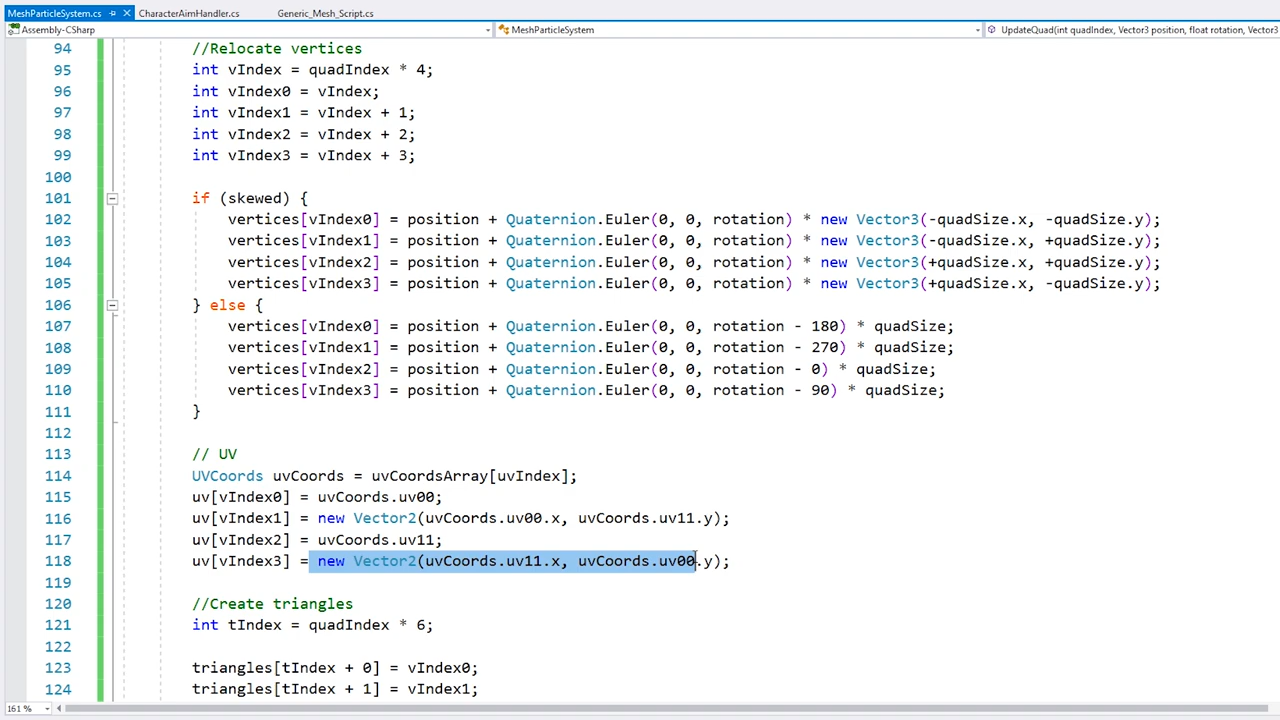 MeshParticleSystem.cs CharacterAimHandler.cs Generic_Mesh_Script.cs
Assembly-CSharp MeshParticleSystem UpdateQuad(int quadIndex, Vector3 position, float rotation, Vector3
94 //Relocate vertices
95 int vIndex = quadIndex * 4;
96 int vIndex0 = vIndex;
97 int vIndex1 = vIndex + 1;
98 int vIndex2 = vIndex + 2;
99 int vIndex3 = vIndex + 3;
100
101 if (skewed) {
102 vertices[vIndex0] = position + Quaternion.Euler(0, 0, rotation) * new Vector3(-quadSize.x, -quadSize.y);
103 vertices[vIndex1] = position + Quaternion.Euler(0, 0, rotation) * new Vector3(-quadSize.x, +quadSize.y);
104 vertices[vIndex2] = position + Quaternion.Euler(0, 0, rotation) * new Vector3(+quadSize.x, +quadSize.y);
105 vertices[vIndex3] = position + Quaternion.Euler(0, 0, rotation) * new Vector3(+quadSize.x, -quadSize.y);
106 } else {
107 vertices[vIndex0] = position + Quaternion.Euler(0, 0, rotation - 180) * quadSize;
108 vertices[vIndex1] = position + Quaternion.Euler(0, 0, rotation - 270) * quadSize;
109 vertices[vIndex2] = position + Quaternion.Euler(0, 0, rotation - 0) * quadSize;
110 vertices[vIndex3] = position + Quaternion.Euler(0, 0, rotation - 90) * quadSize;
111 }
112
113 // UV
114 UVCoords uvCoords = uvCoordsArray[uvIndex];
115 uv[vIndex0] = uvCoords.uv00;
116 uv[vIndex1] = new Vector2(uvCoords.uv00.x, uvCoords.uv11.y);
117 uv[vIndex2] = uvCoords.uv11;
118 uv[vIndex3] = new Vector2(uvCoords.uv11.x, uvCoords.uv00.y);
119
120 //Create triangles
121 int tIndex = quadIndex * 6;
122
123 triangles[tIndex + 0] = vIndex0;
124 triangles[tIndex + 1] = vIndex1;
161 %